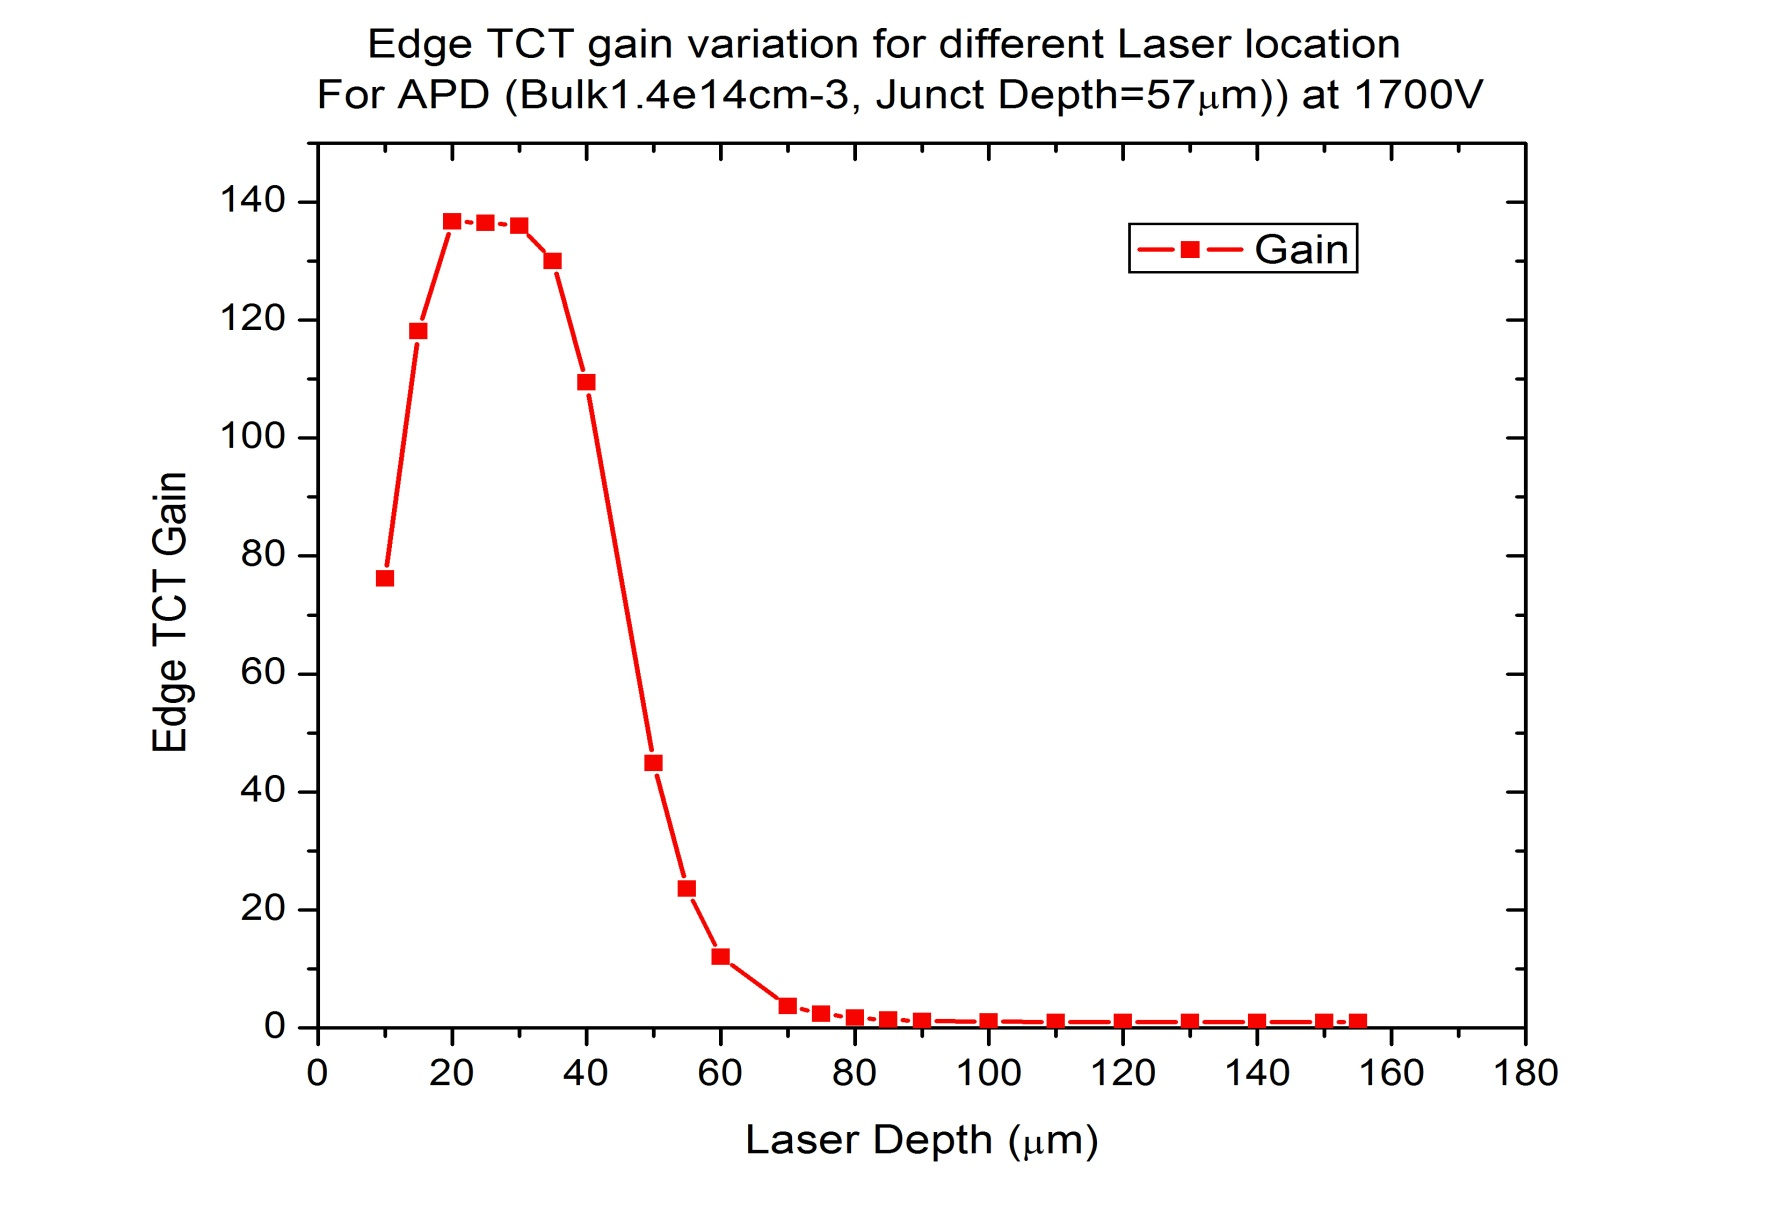 Edge TCT gain variation for different Laser location
For APD (Bulk1.4e14cm-3, Junct Depth=57μm)) at 1700V
Gain
Edge TCT Gain
140
120
100
80
60
40
20
0
0 20 40 60 80 100 120 140 160 180
Laser Depth (μm)